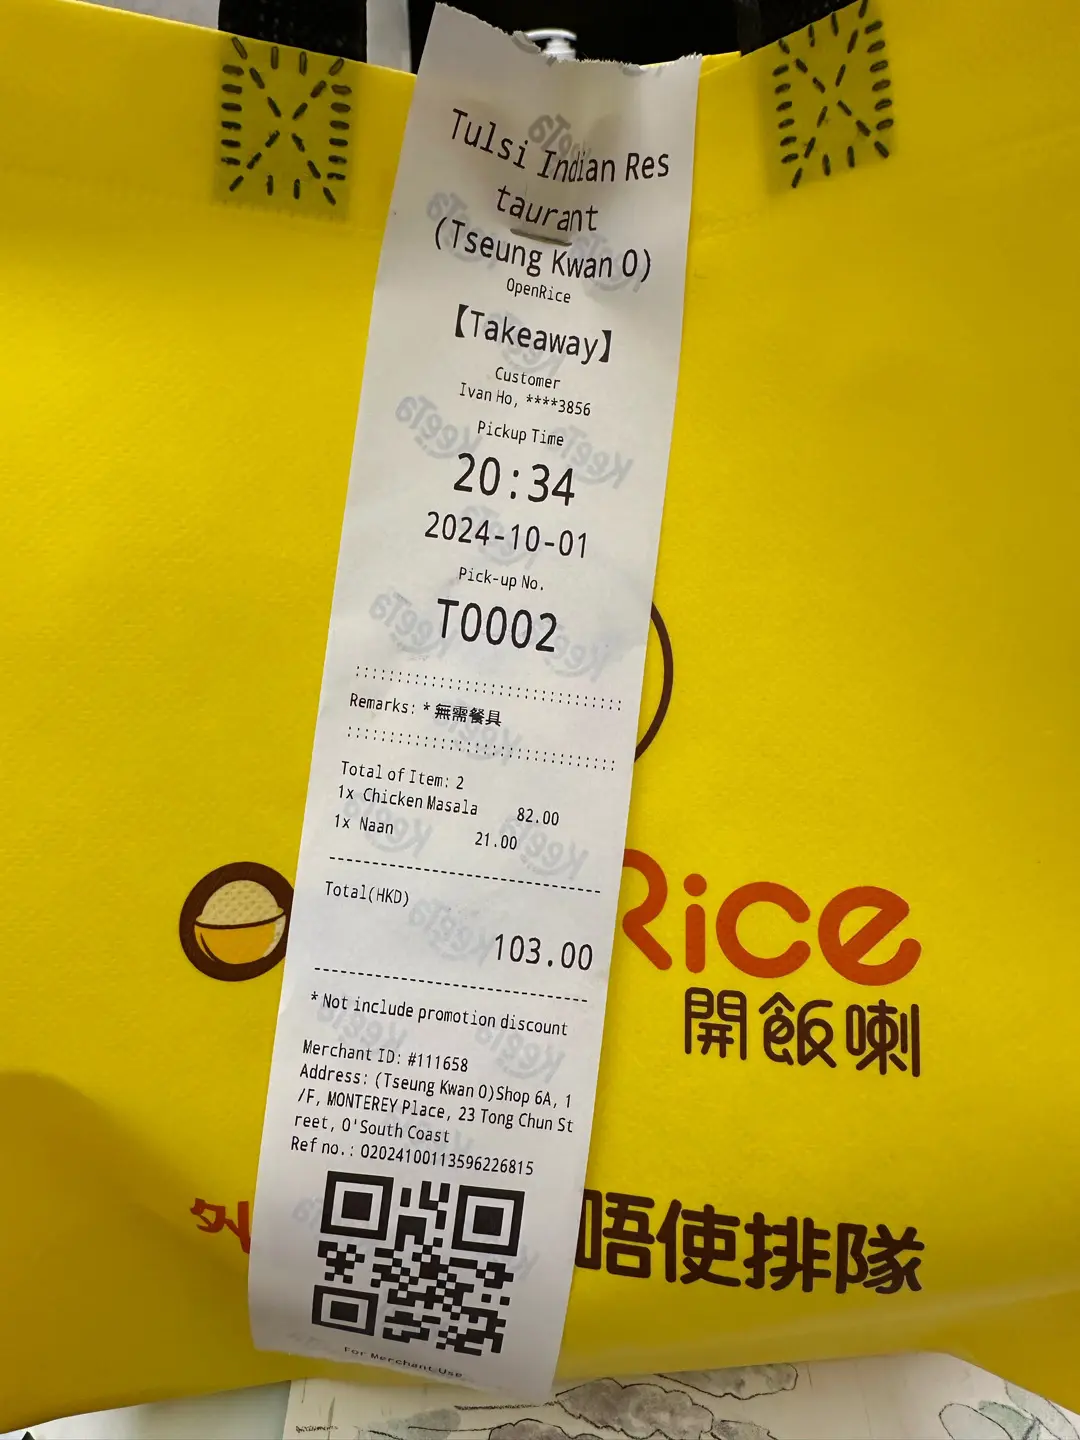 Tulsi Indian Res
taurant
(Tseung Kwan O)
OpenRice
【Takeaway】
Customer
Ivan Ho, ****3856
Pickup Time
20:34
2024-10-01
Pick-up No.
T0002
Remarks: * 無需餐具
Total of Item: 2
1x Chicken Masala 82.00
1x Naan 21.00
Total(HKD)
103.00
* Not include promotion discount
Merchant ID: #111658
Address: (Tseung Kwan O)Shop 6A, 1
/F, MONTEREY Place, 23 Tong Chun St
reet, O'South Coast
Ref no.: O2024100113596226815
For Merchant Use
Rice
開飯喇
外
唔使排隊
KeeTa